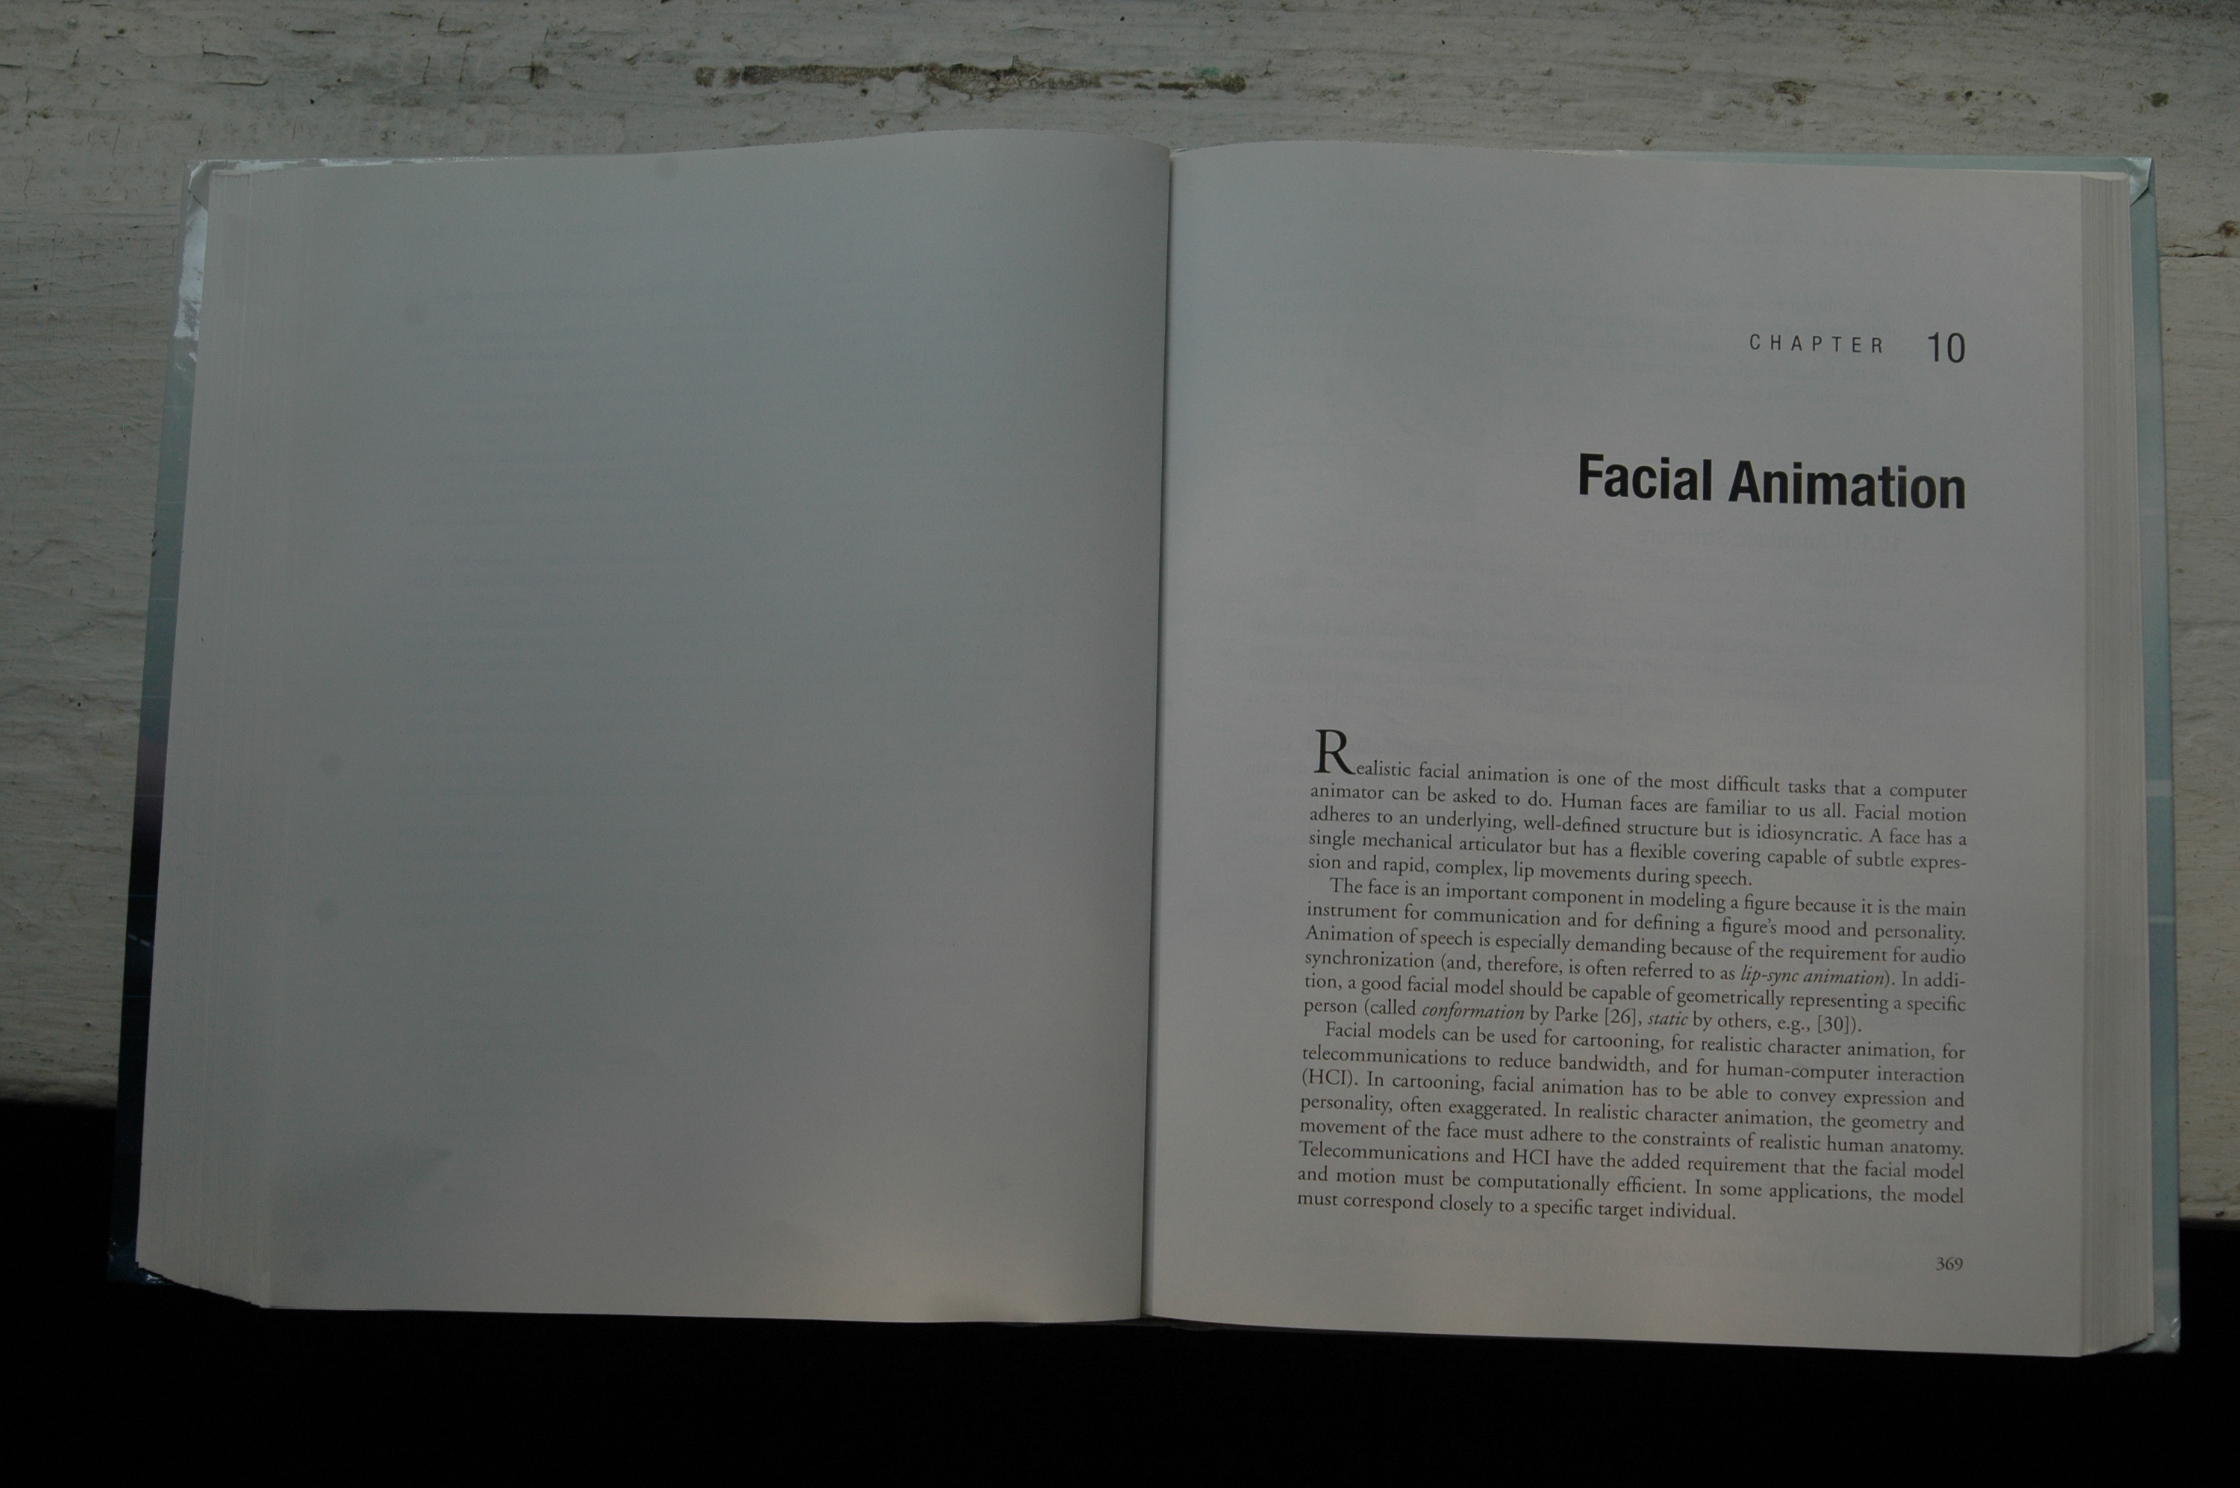 CHAPTER 10
Facial Animation
Realistic facial animation is one of the most difficult tasks that a computer
animator can be asked to do. Human faces are familiar to us all. Facial motion
adheres to an underlying, well-defined structure but is idiosyncratic. A face has a
single mechanical articulator but has a flexible covering capable of subtle expres-
sion and rapid, complex, lip movements during speech.
The face is an important component in modeling a figure because it is the main
instrument for communication and for defining a figure's mood and personality.
Animation of speech is especially demanding because of the requirement for audio
synchronization (and, therefore, is often referred to as lip-sync animation). In addi-
tion, a good facial model should be capable of geometrically representing a specific
person (called conformation by Parke [26], static by others, e.g., [30]).
Facial models can be used for cartooning, for realistic character animation, for
telecommunications to reduce bandwidth, and for human-computer interaction
(HCI). In cartooning, facial animation has to be able to convey expression and
personality, often exaggerated. In realistic character animation, the geometry and
movement of the face must adhere to the constraints of realistic human anatomy.
Telecommunications and HCI have the added requirement that the facial model
and motion must be computationally efficient. In some applications, the model
must correspond closely to a specific target individual.
369